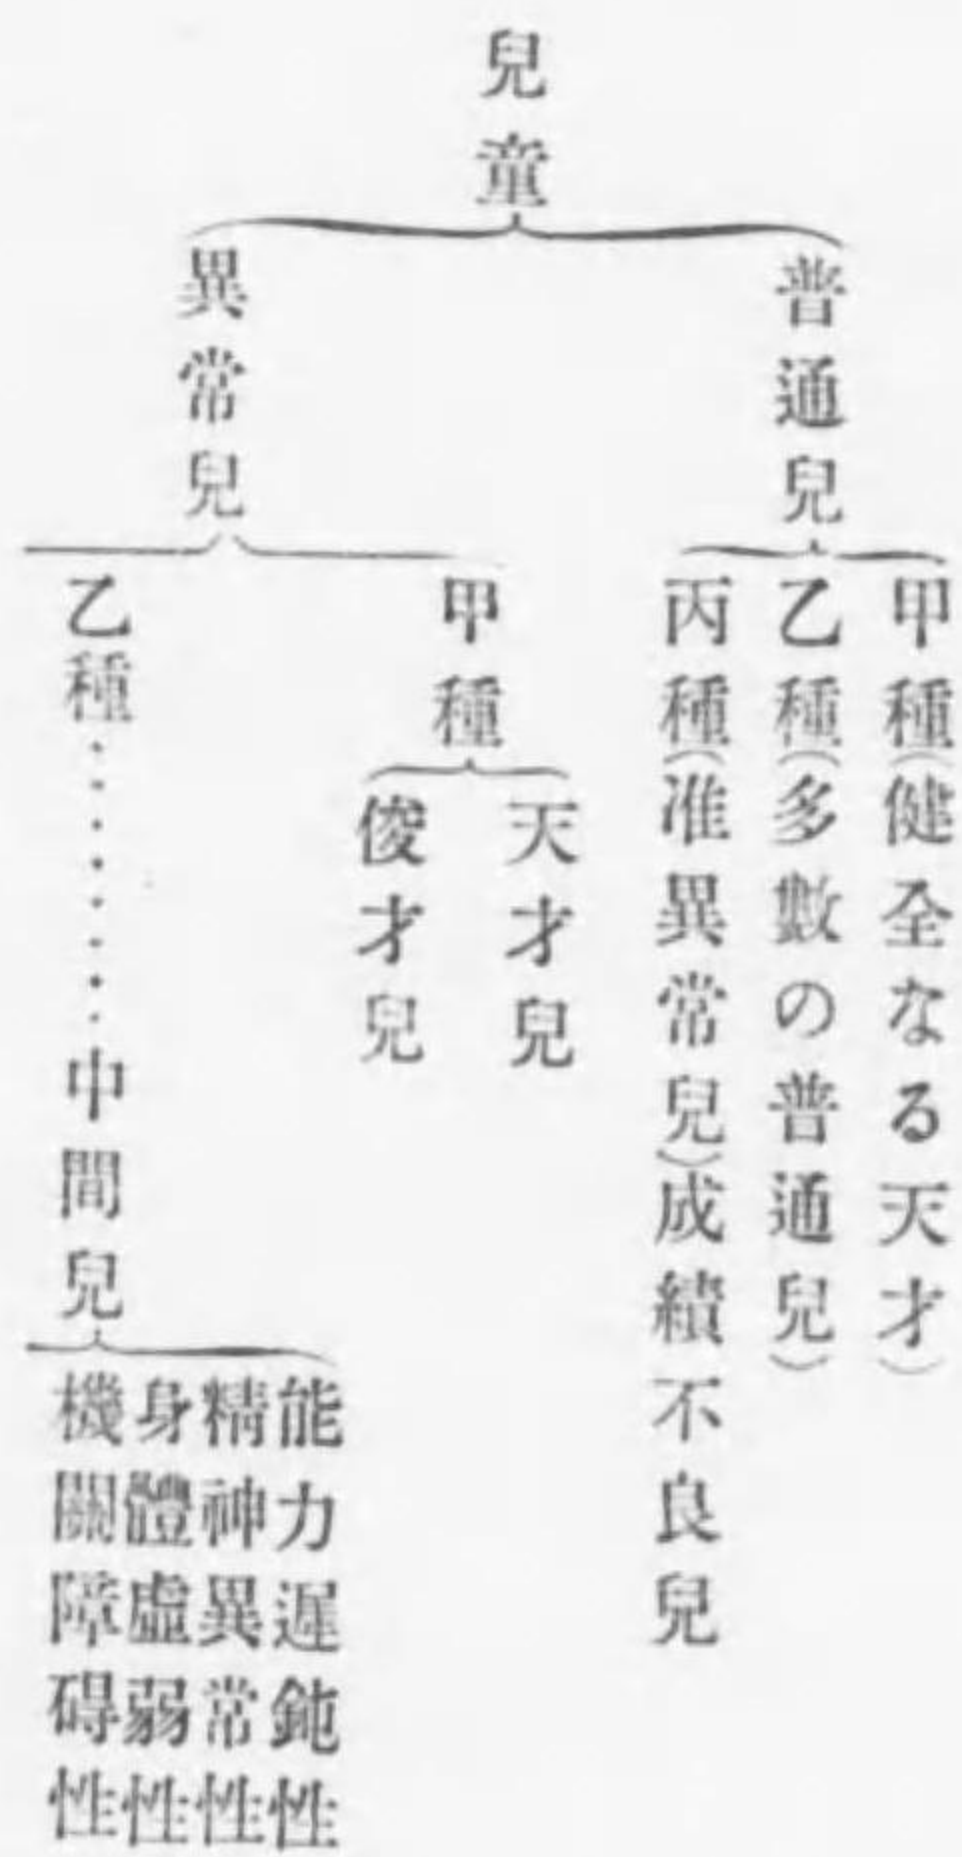 兒童
普通兒
甲種(健全なる天才)
乙種(多數の普通兒)
丙種(准異常兒)成績不良兒
異常兒
甲種
天才兒
俊才兒
乙種………中間兒
能力遲鈍性
精神異常性
身體虛弱性
機關障碍性